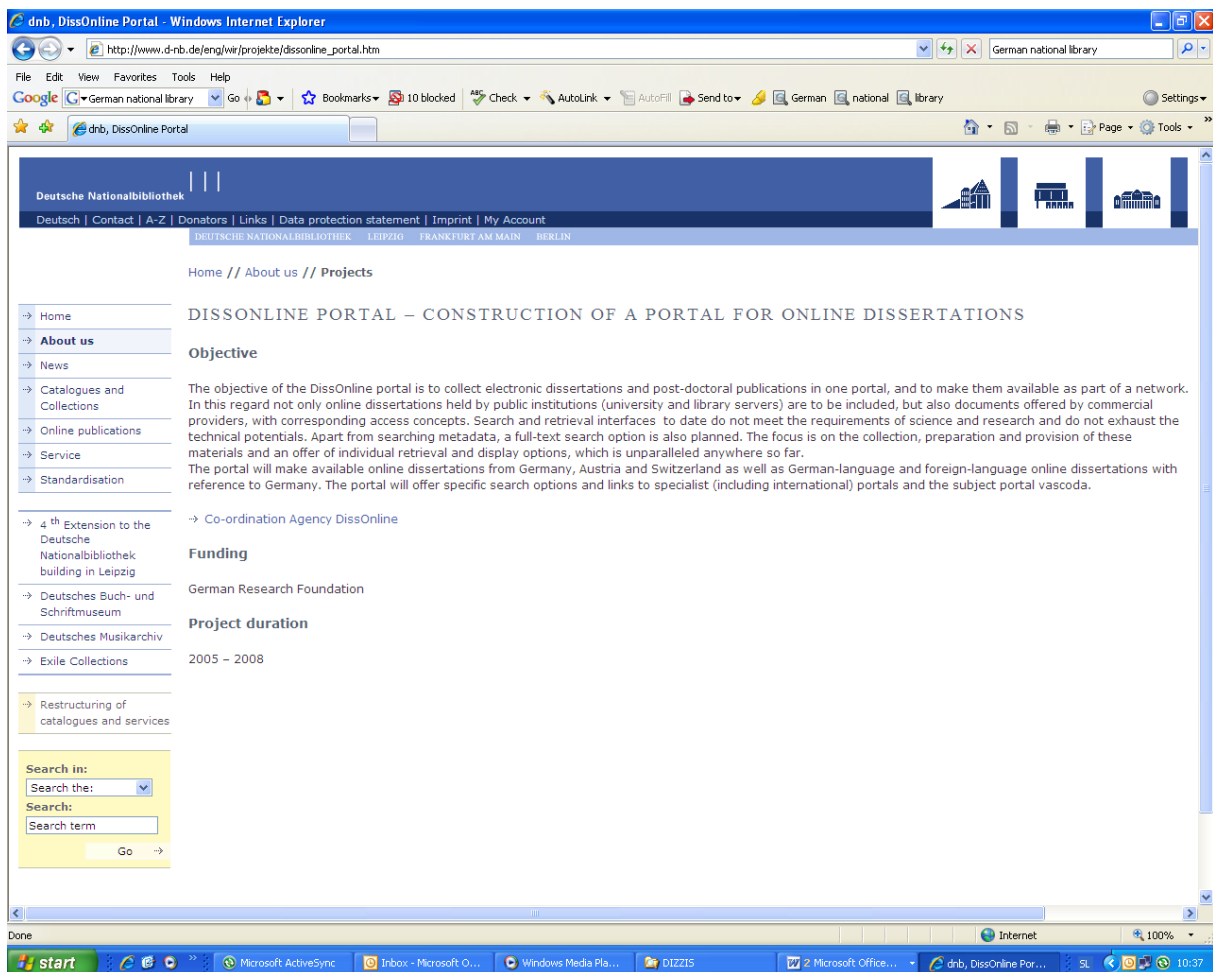 dnb, DissOnline Portal - Windows Internet Explorer
http://www.d-nb.de/eng/wir/projekte/dissonline_portal.htm
German national library
File Edit View Favorites Tools Help
Google G German national library Go Bookmarks 10 blocked ABC Check AutoLink AutoFill Send to German national library Settings
dnb, DissOnline Portal
Page Tools »
Deutsche Nationalbibliothek
Deutsch | Contact | A-Z | Donators | Links | Data protection statement | Imprint | My Account
DEUTSCHE NATIONALBIBLIOTHEK LEIPZIG FRANKFURT AM MAIN BERLIN
Home // About us // Projects
Home
About us
News
Catalogues and
Collections
Online publications
Service
Standardisation
4 th Extension to the
Deutsche
Nationalbibliothek
building in Leipzig
Deutsches Buch- und
Schriftmuseum
Deutsches Musikarchiv
Exile Collections
Restructuring of
catalogues and services
Search in:
Search the:
Search:
Search term
Go
DISSONLINE PORTAL – CONSTRUCTION OF A PORTAL FOR ONLINE DISSERTATIONS
Objective
The objective of the DissOnline portal is to collect electronic dissertations and post-doctoral publications in one portal, and to make them available as part of a network.
In this regard not only online dissertations held by public institutions (university and library servers) are to be included, but also documents offered by commercial
providers, with corresponding access concepts. Search and retrieval interfaces to date do not meet the requirements of science and research and do not exhaust the
technical potentials. Apart from searching metadata, a full-text search option is also planned. The focus is on the collection, preparation and provision of these
materials and an offer of individual retrieval and display options, which is unparalleled anywhere so far.
The portal will make available online dissertations from Germany, Austria and Switzerland as well as German-language and foreign-language online dissertations with
reference to Germany. The portal will offer specific search options and links to specialist (including international) portals and the subject portal vascoda.
Co-ordination Agency DissOnline
Funding
German Research Foundation
Project duration
2005 – 2008
Done
Internet
100%
start » Microsoft ActiveSync Inbox - Microsoft O... Windows Media Pla... DIZZIS 2 Microsoft Office... dnb, DissOnline Por... SL 10:37